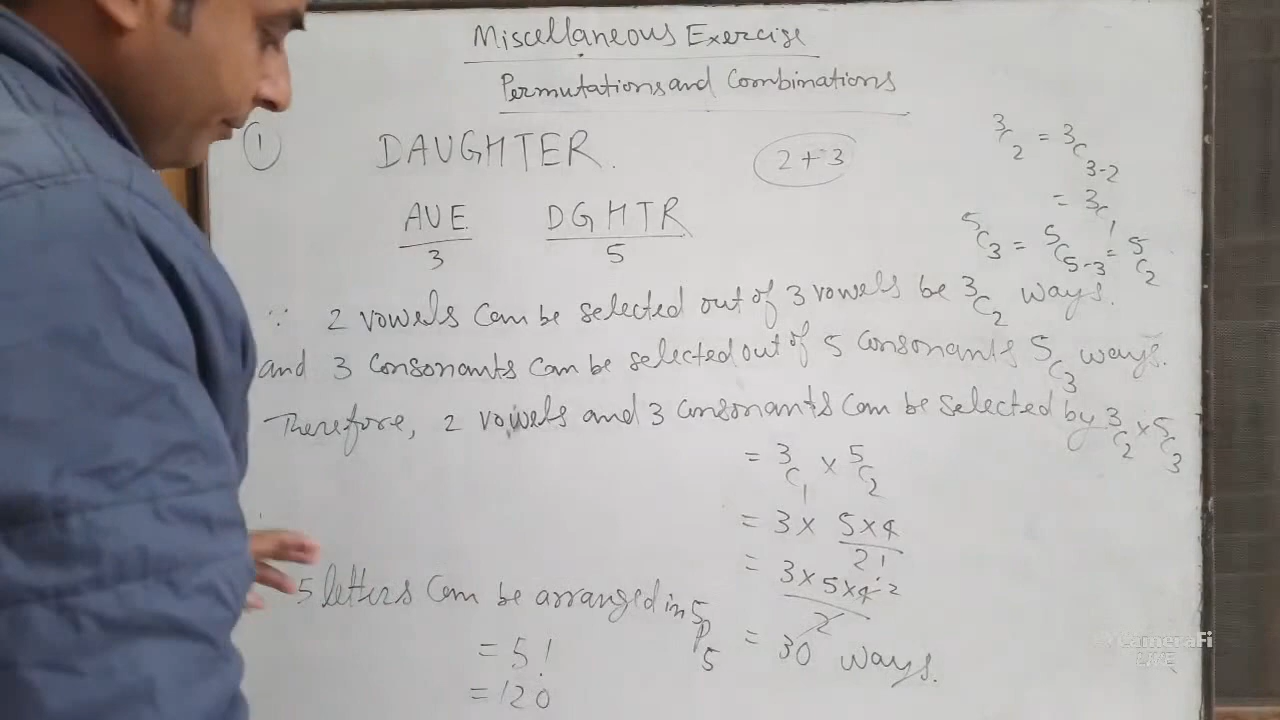 Miscellaneous Exercise
Permutations and Combinations
① DAUGHTER. 2+3
AUE DGHTR
3 5
³C₂ = ³C₃₋₂
= ³C₁
⁵C₃ = ⁵C₅₋₃ = ⁵C₂
∵ 2 vowels can be selected out of 3 vowels be ³C₂ ways.
and 3 consonants can be selected out of 5 consonants ⁵C₃ ways.
Therefore, 2 vowels and 3 consonants can be selected by ³C₂ × ⁵C₃
= ³C₁ × ⁵C₂
= 3 × 5×4/21
= 3×5×4 2/2
= 30 ways.
5 letters can be arranged in ⁵P₅
= 5!
= 120
CameraFi
LIVE